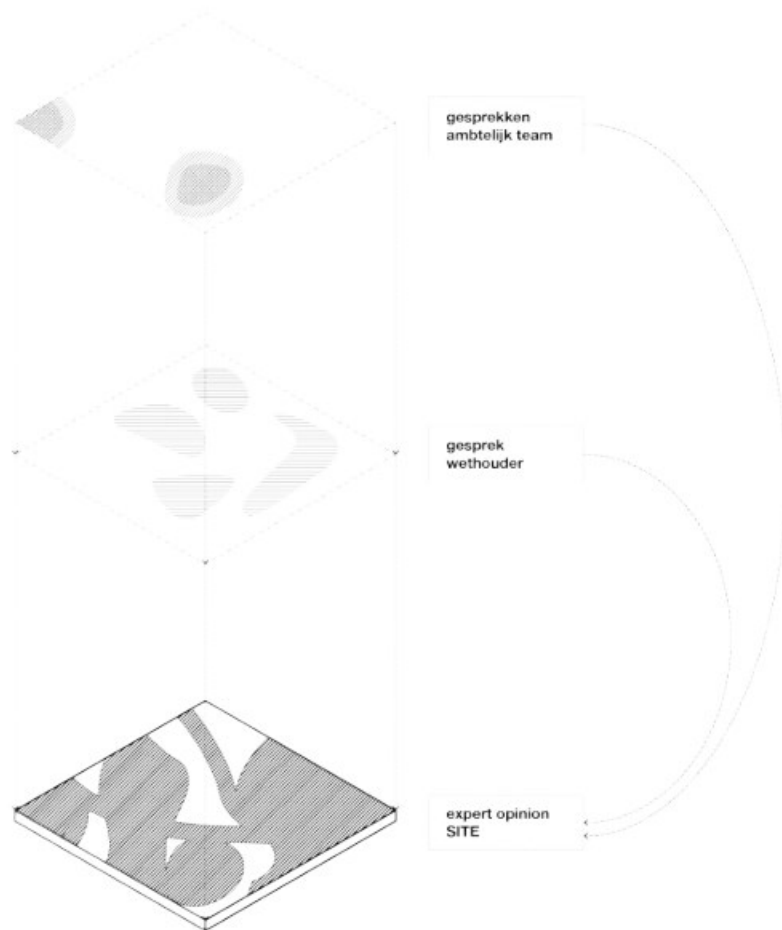 gesprekken
ambtelijk team
gesprek
wethouder
expert opinion
SITE